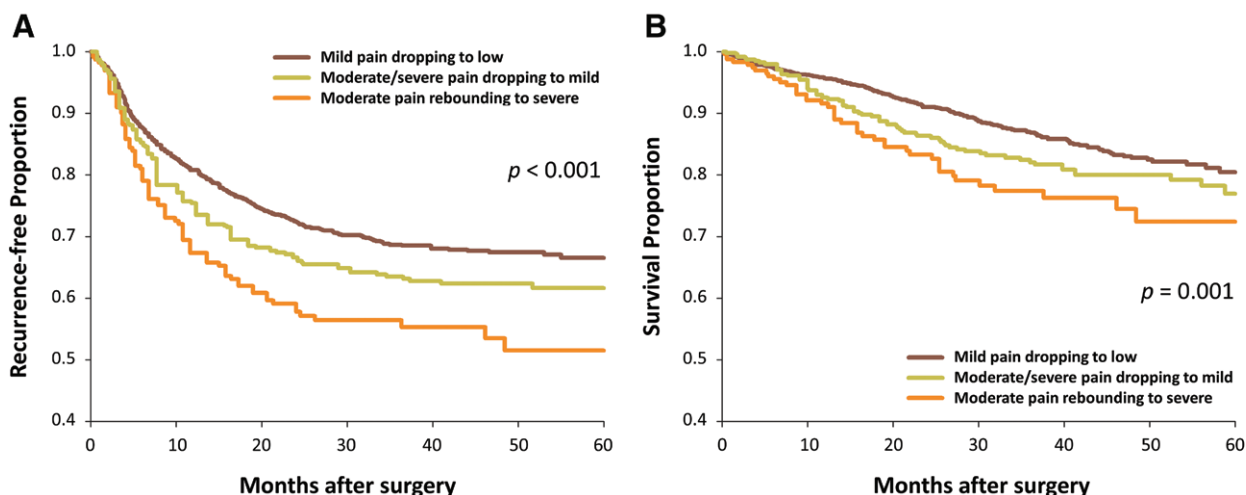 A
Recurrence-free Proportion
1.0
0.9
0.8
0.7
0.6
0.5
0.4
Mild pain dropping to low
Moderate/severe pain dropping to mild
Moderate pain rebounding to severe
p < 0.001
0 10 20 30 40 50 60
Months after surgery
B
Survival Proportion
1.0
0.9
0.8
0.7
0.6
0.5
0.4
p = 0.001
Mild pain dropping to low
Moderate/severe pain dropping to mild
Moderate pain rebounding to severe
0 10 20 30 40 50 60
Months after surgery